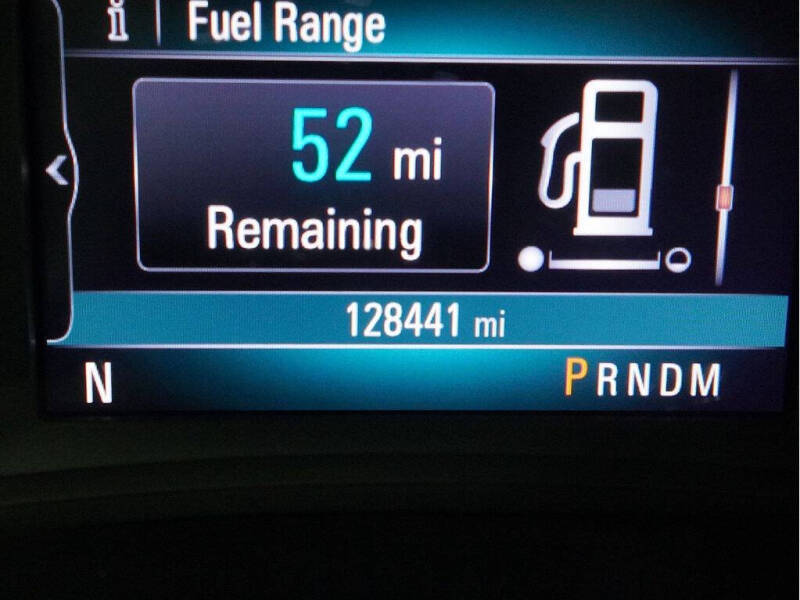 i Fuel Range
52 mi
Remaining
128441 mi
N PRNDM